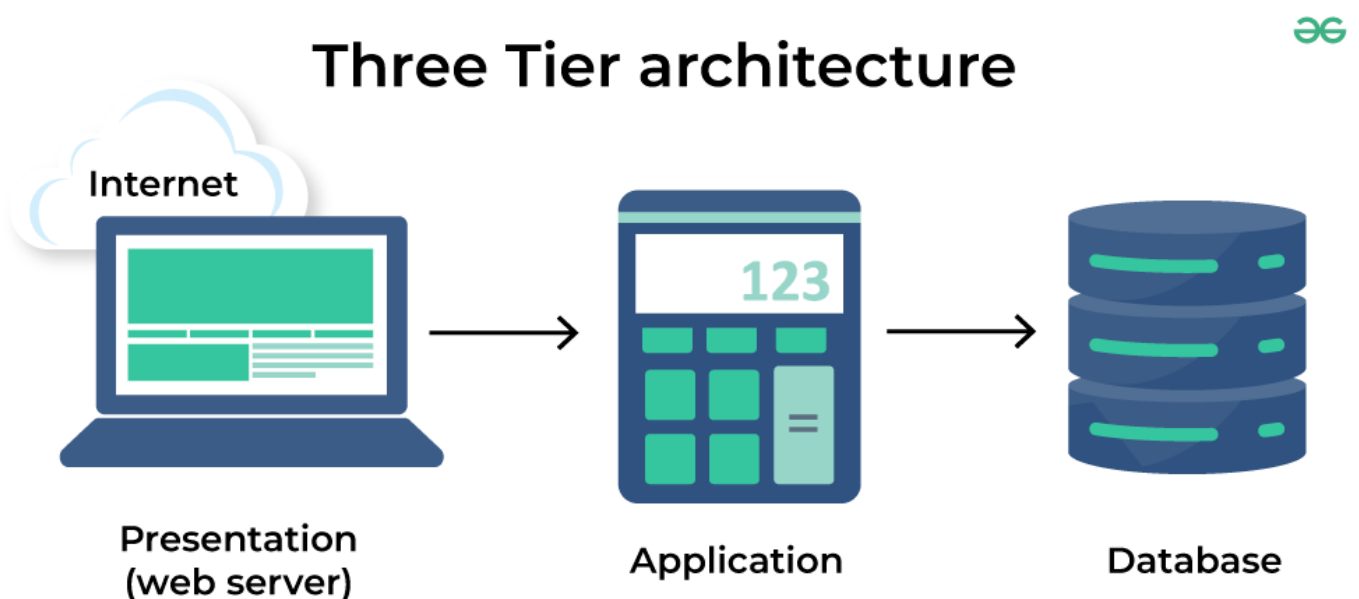 Three Tier architecture
Internet
123
=
Presentation
(web server)
Application
Database